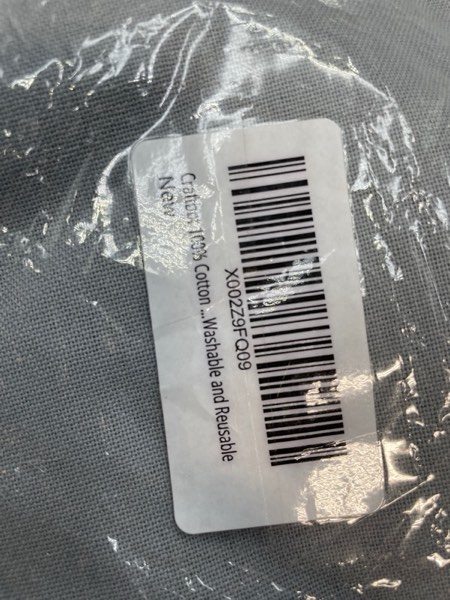 X002Z9FQ09
100% Cotton ...Washable and Reusable
New